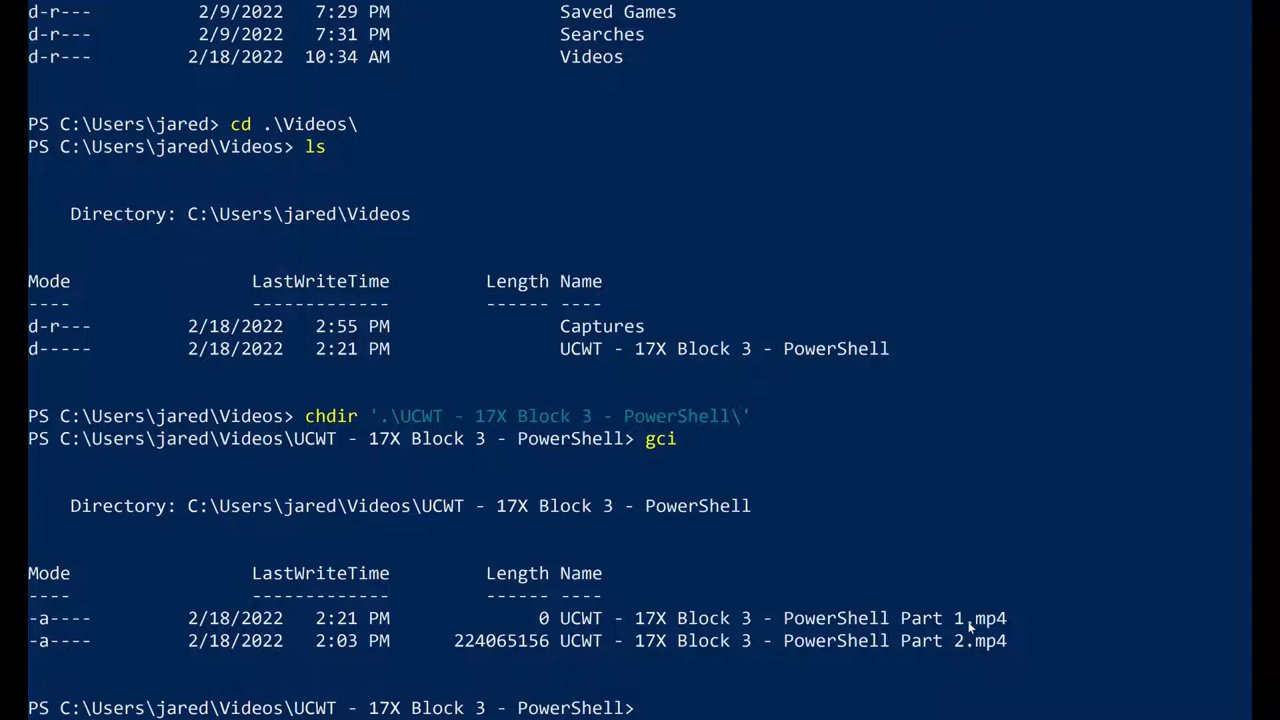 d-r---          2/9/2022   7:29 PM                Saved Games
d-r---          2/9/2022   7:31 PM                Searches
d-r---         2/18/2022  10:34 AM                Videos
PS C:\Users\jared> cd .\Videos\
PS C:\Users\jared\Videos> ls
    Directory: C:\Users\jared\Videos
Mode                 LastWriteTime         Length Name
----                 -------------         ------ ----
d-r---         2/18/2022   2:55 PM                Captures
d-----         2/18/2022   2:21 PM                UCWT - 17X Block 3 - PowerShell
PS C:\Users\jared\Videos> chdir '.\UCWT - 17X Block 3 - PowerShell\'
PS C:\Users\jared\Videos\UCWT - 17X Block 3 - PowerShell> gci
    Directory: C:\Users\jared\Videos\UCWT - 17X Block 3 - PowerShell
Mode                 LastWriteTime         Length Name
----                 -------------         ------ ----
-a----         2/18/2022   2:21 PM              0 UCWT - 17X Block 3 - PowerShell Part 1.mp4
-a----         2/18/2022   2:03 PM      224065156 UCWT - 17X Block 3 - PowerShell Part 2.mp4
PS C:\Users\jared\Videos\UCWT - 17X Block 3 - PowerShell>